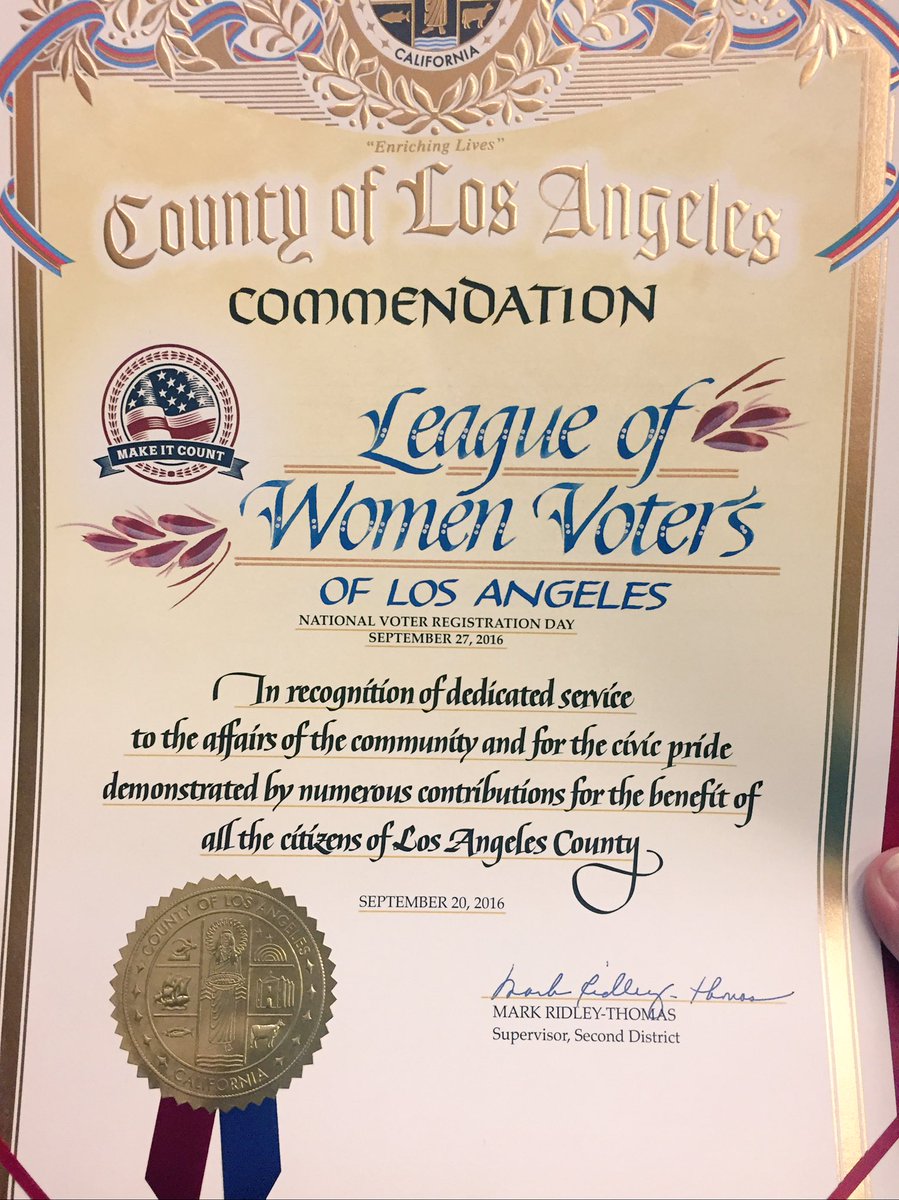 CALIFORNIA
"Enriching Lives"
County of Los Angeles
COMMENDATION
MAKE IT COUNT
League of
Women Voters
OF LOS ANGELES
NATIONAL VOTER REGISTRATION DAY
SEPTEMBER 27, 2016
In recognition of dedicated service
to the affairs of the community and for the civic pride
demonstrated by numerous contributions for the benefit of
all the citizens of Los Angeles County
SEPTEMBER 20, 2016
COUNTY OF LOS ANGELES
CALIFORNIA
Mark Ridley-Thomas
MARK RIDLEY-THOMAS
Supervisor, Second District